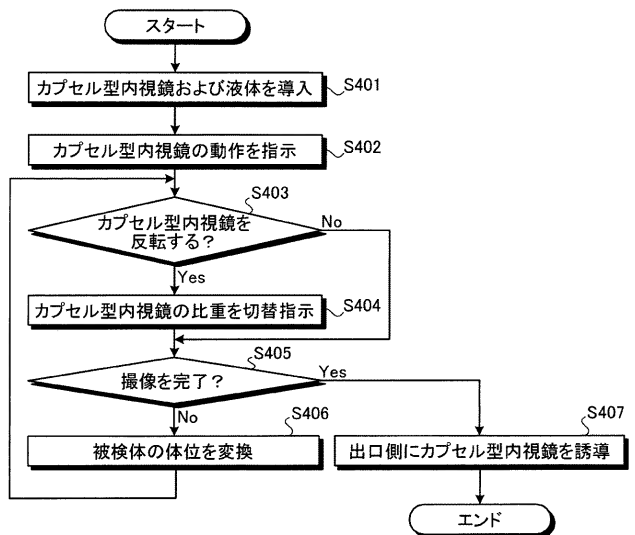 スタート
カプセル型内視鏡および液体を導入
S401
カプセル型内視鏡の動作を指示
S402
S403
カプセル型内視鏡を
反転する?
No
Yes
カプセル型内視鏡の比重を切替指示
S404
S405
撮像を完了?
Yes
No
S406
被検体の体位を変換
S407
出口側にカプセル型内視鏡を誘導
エンド